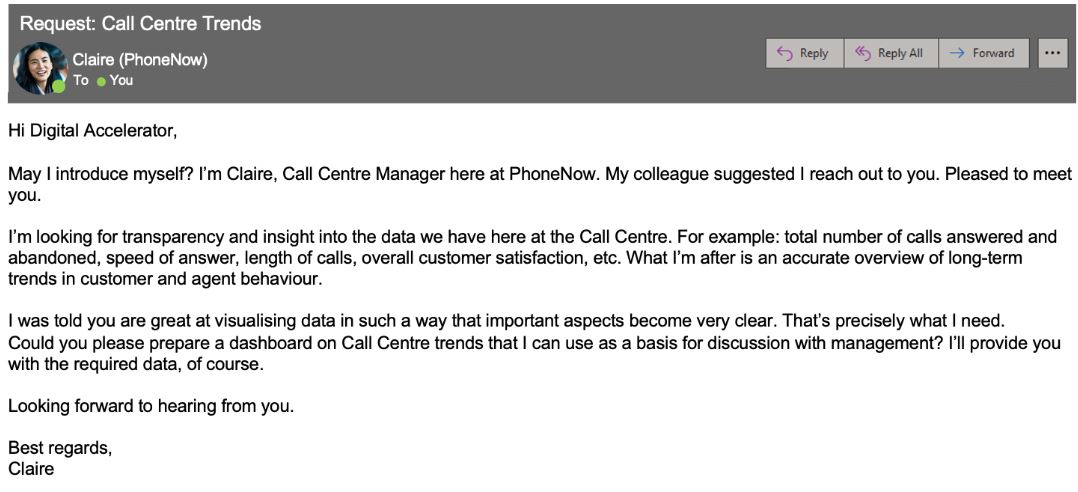 Request: Call Centre Trends
Claire (PhoneNow)
To You
Reply
Reply All
Forward
Hi Digital Accelerator,
May I introduce myself? I’m Claire, Call Centre Manager here at PhoneNow. My colleague suggested I reach out to you. Pleased to meet
you.
I’m looking for transparency and insight into the data we have here at the Call Centre. For example: total number of calls answered and
abandoned, speed of answer, length of calls, overall customer satisfaction, etc. What I’m after is an accurate overview of long-term
trends in customer and agent behaviour.
I was told you are great at visualising data in such a way that important aspects become very clear. That’s precisely what I need.
Could you please prepare a dashboard on Call Centre trends that I can use as a basis for discussion with management? I’ll provide you
with the required data, of course.
Looking forward to hearing from you.
Best regards,
Claire